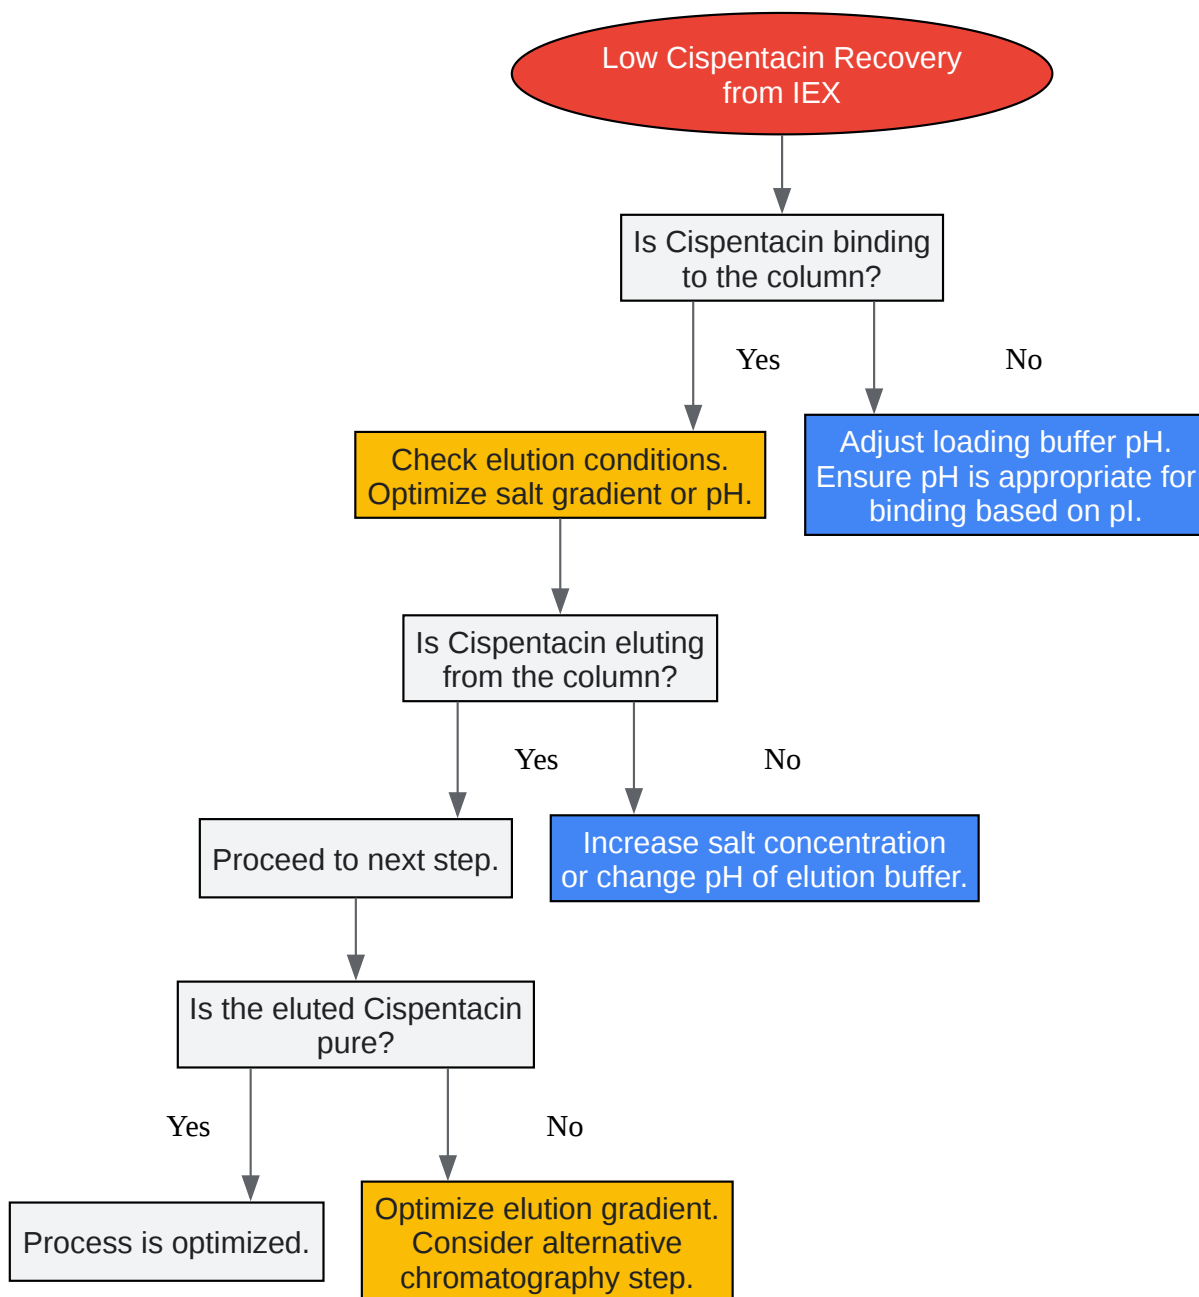 Low Cispentacin Recovery
from IEX
Is Cispentacin binding
to the column?
Yes
No
Check elution conditions.
Optimize salt gradient or pH.
Adjust loading buffer pH.
Ensure pH is appropriate for
binding based on pI.
Is Cispentacin eluting
from the column?
Yes
No
Proceed to next step.
Increase salt concentration
or change pH of elution buffer.
Is the eluted Cispentacin
pure?
Yes
No
Process is optimized.
Optimize elution gradient.
Consider alternative
chromatography step.